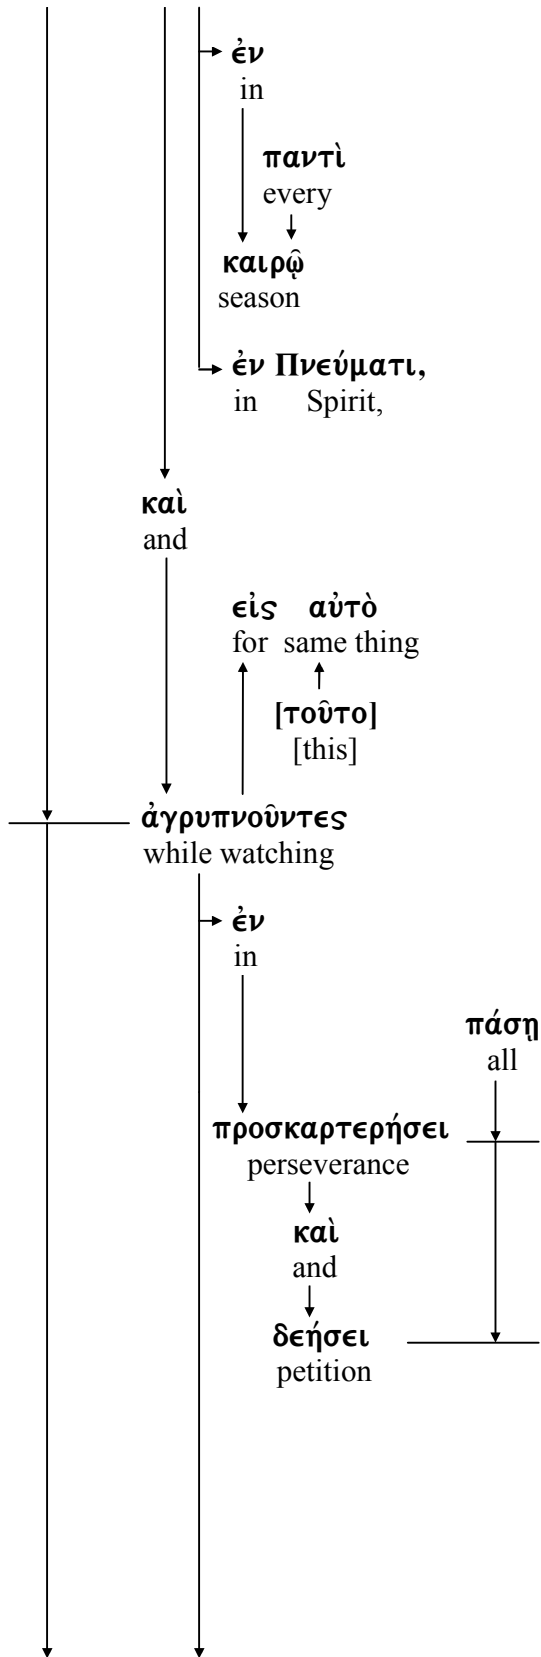 ἐν
in
παντὶ
every
καιρῷ
season
ἐν Πνεύματι,
in Spirit,
καὶ
and
εἰς αὐτὸ
for same thing
[τοῦτο]
[this]
ἀγρυπνοῦντες
while watching
ἐν
in
πάσῃ
all
προσκαρτερήσει
perseverance
καὶ
and
δεήσει
petition